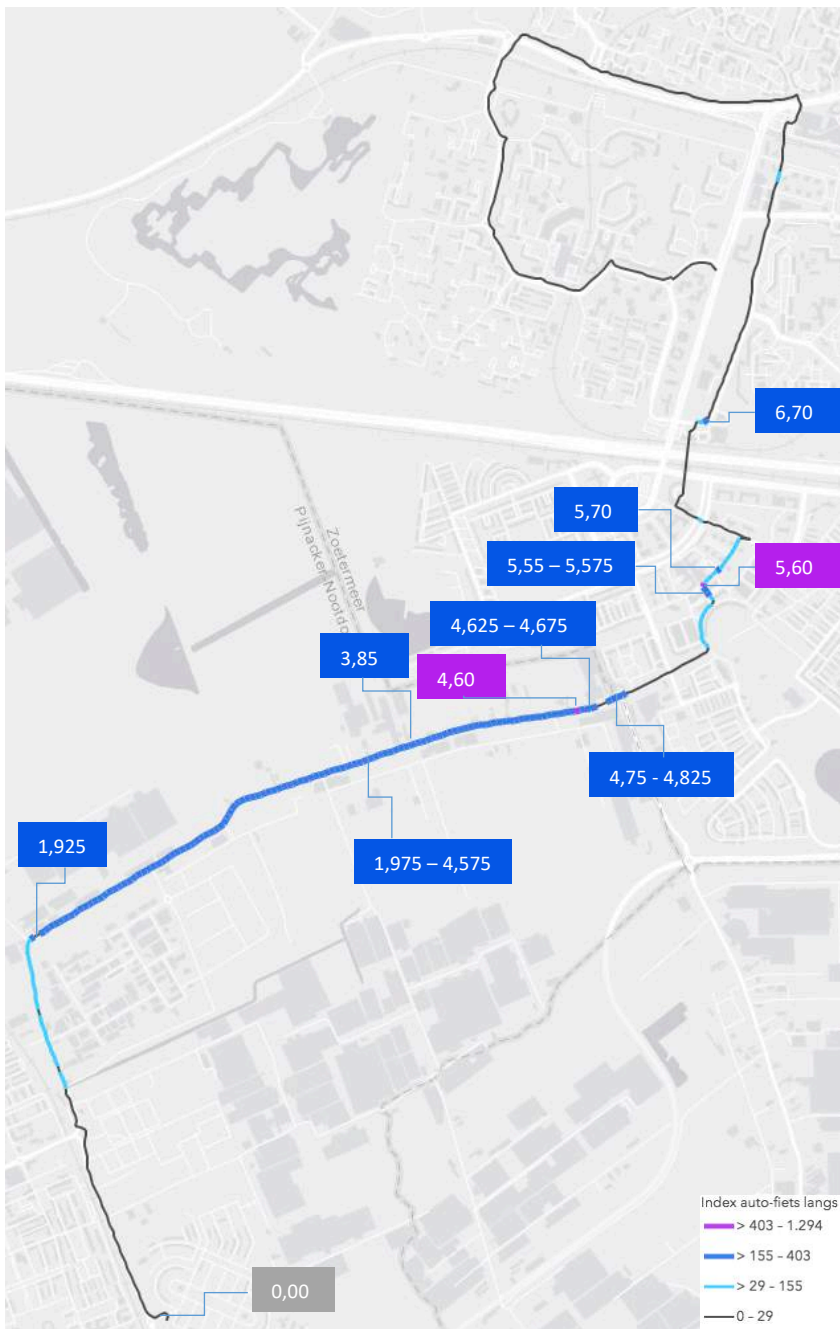 6,70
5,70
Zoetermeer
Pijnacker-Nootdo
5,55 – 5,575
5,60
4,625 – 4,675
3,85
4,60
4,75 - 4,825
1,925
1,975 – 4,575
0,00
Index auto-fiets langs
> 403 - 1.294
> 155 - 403
> 29 - 155
0 - 29